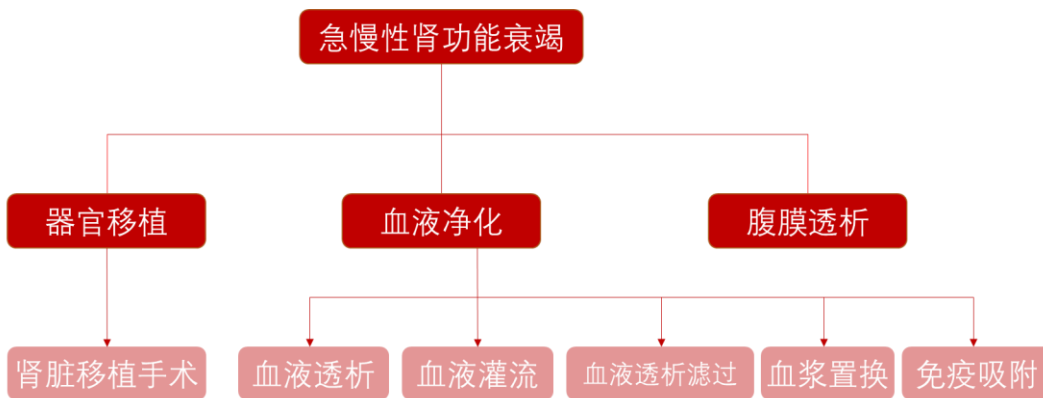 急慢性肾功能衰竭
器官移植
血液净化
腹膜透析
肾脏移植手术
血液透析
血液灌流
血液透析滤过
血浆置换
免疫吸附